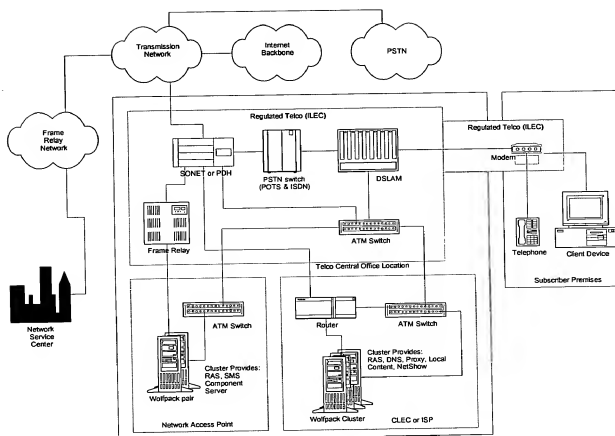 Transmission
Network
Internet
Backbone
PSTN
Frame
Relay
Network
Regulated Telco (ILEC)
Regulated Telco (ILEC)
SONET or PDH
PSTN switch
(POTS & ISDN)
DSLAM
Modem
Frame Relay
ATM Switch
Telephone
Client Device
Telco Central Office Location
Subscriber Premises
Network
Service
Center
ATM Switch
Router
ATM Switch
Cluster Provides:
RAS, SMS
Component
Server
Wolfpack pair
Cluster Provides:
RAS, DNS, Proxy, Local
Content, NetShow
Wolfpack Cluster
Network Access Point
CLEC or ISP